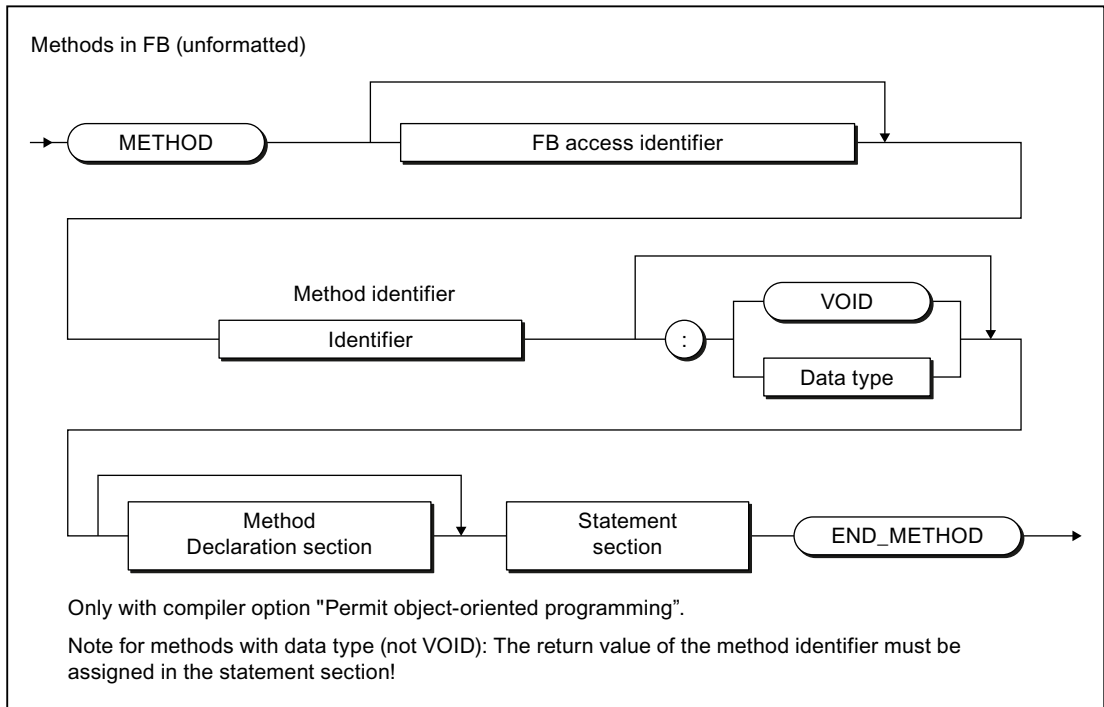 Methods in FB (unformatted)
METHOD
FB access identifier
Method identifier
Identifier
:
VOID
Data type
Method
Declaration section
Statement
section
END_METHOD
Only with compiler option "Permit object-oriented programming”.
Note for methods with data type (not VOID): The return value of the method identifier must be
assigned in the statement section!